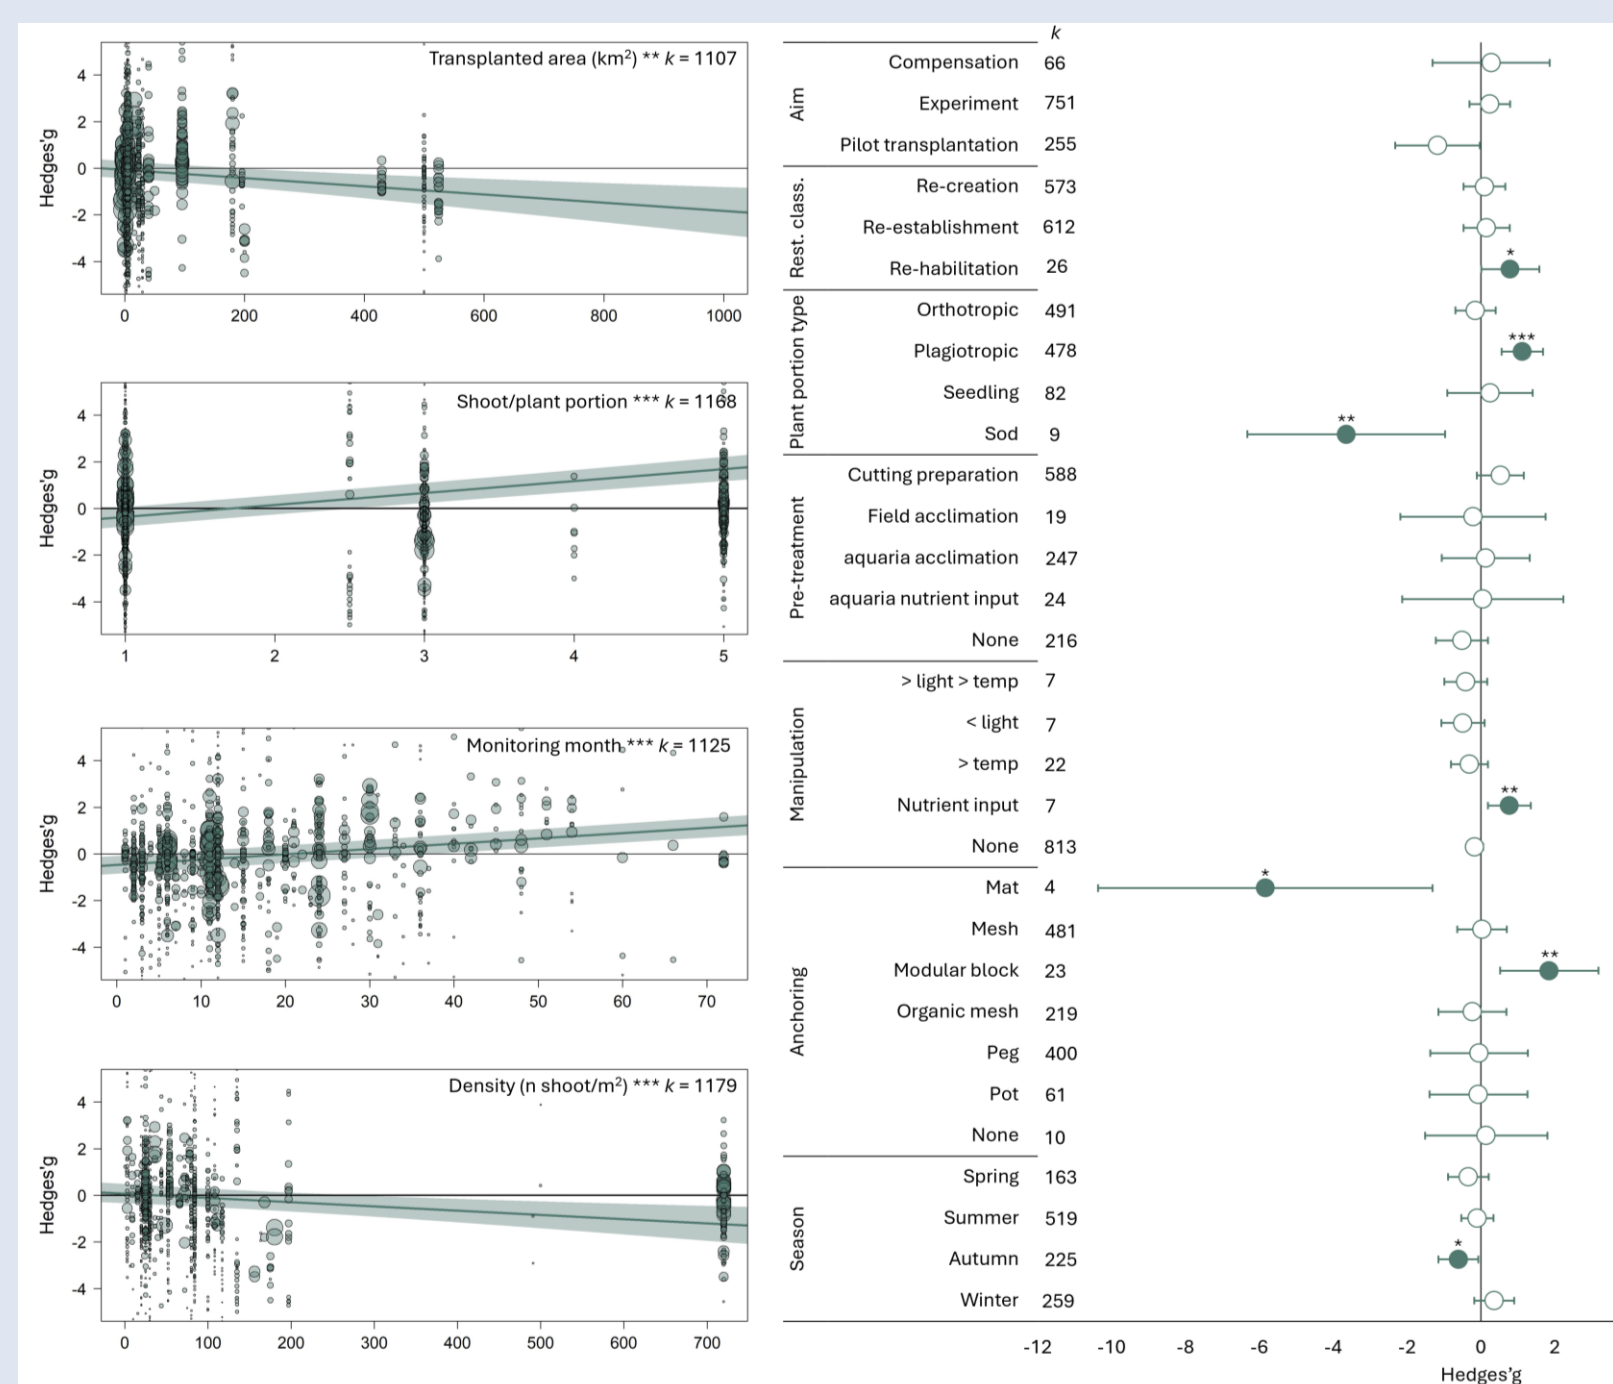 Transplanted area (km²) ** k = 1107
Hedges'g
4
2
0
-2
-4
0 200 400 600 800 1000
Shoot/plant portion *** k = 1168
Hedges'g
4
2
0
-2
-4
1 2 3 4 5
Monitoring month *** k = 1125
Hedges'g
4
2
0
-2
-4
0 10 20 30 40 50 60 70
Density (n shoot/m²) *** k = 1179
Hedges'g
4
2
0
-2
-4
0 100 200 300 400 500 600 700
k
Aim
Compensation 66
Experiment 751
Pilot transplantation 255
Rest. class.
Re-creation 573
Re-establishment 612
Re-habilitation 26 *
Plant portion type
Orthotropic 491
Plagiotropic 478 ***
Seedling 82
Sod 9 **
Pre-treatment
Cutting preparation 588
Field acclimation 19
aquaria acclimation 247
aquaria nutrient input 24
None 216
Manipulation
> light > temp 7
< light 7
> temp 22
Nutrient input 7 **
None 813
Anchoring
Mat 4 *
Mesh 481
Modular block 23 **
Organic mesh 219
Peg 400
Pot 61
None 10
Season
Spring 163
Summer 519
Autumn 225 *
Winter 259
-12 -10 -8 -6 -4 -2 0 2
Hedges'g